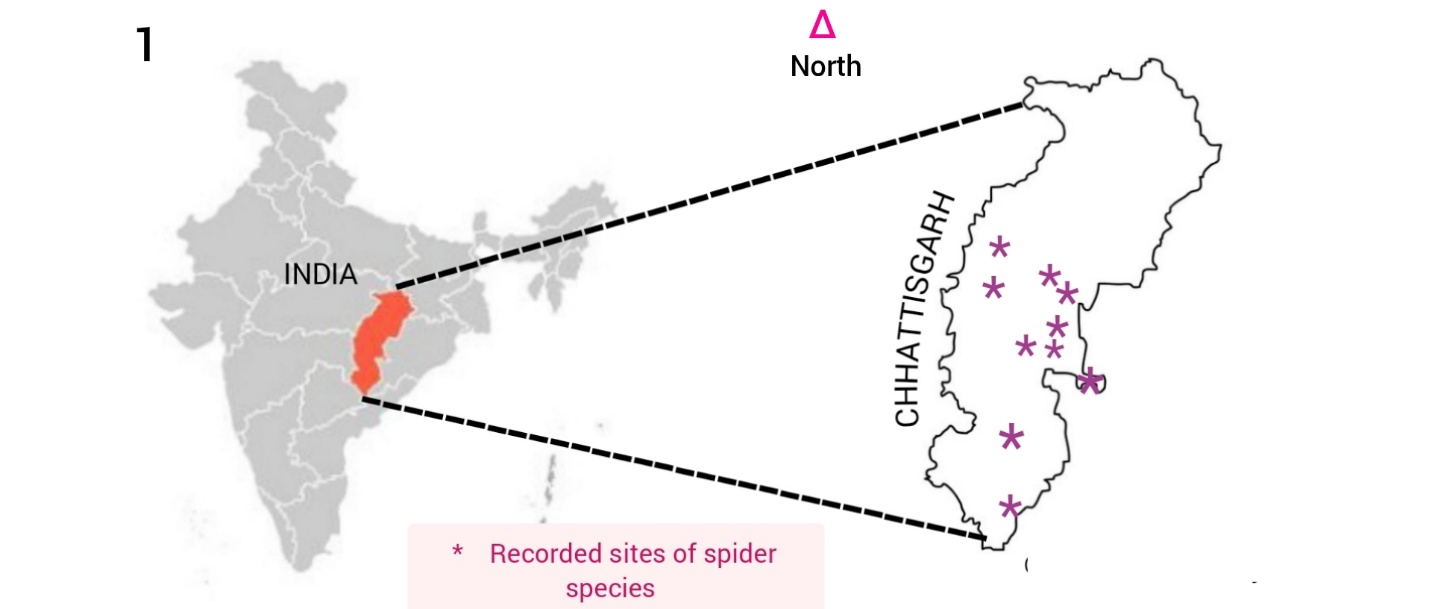 1
Δ
North
INDIA
CHHATTISGARH
* Recorded sites of spider
species